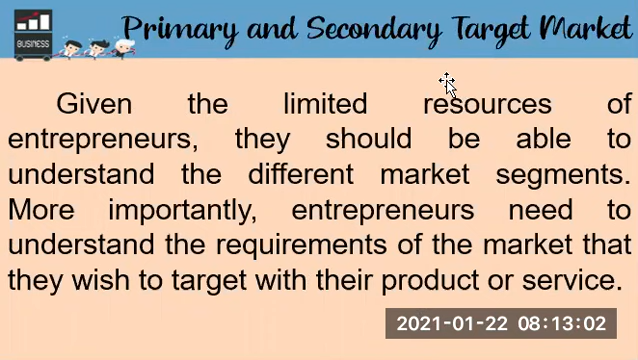 Primary and Secondary Target Market
BUSINESS
Given the limited resources of
entrepreneurs, they should be able to
understand the different market segments.
More importantly, entrepreneurs need to
understand the requirements of the market that
they wish to target with their product or service.
2021-01-22 08:13:02